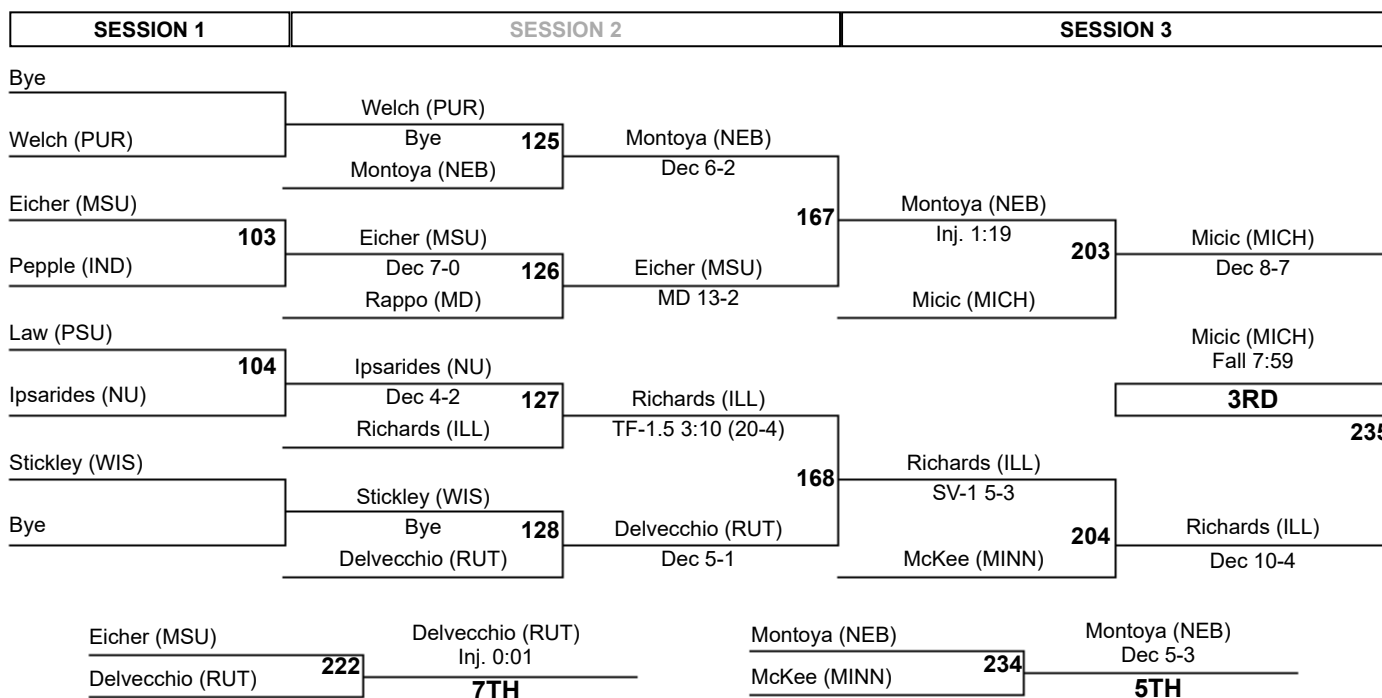 SESSION 1
SESSION 2
SESSION 3
Bye
Welch (PUR)
Welch (PUR)
Bye
125
Montoya (NEB)
Montoya (NEB)
Dec 6-2
Eicher (MSU)
103
Pepple (IND)
Eicher (MSU)
Dec 7-0
126
Rappo (MD)
Eicher (MSU)
MD 13-2
167
Montoya (NEB)
Inj. 1:19
203
Micic (MICH)
Micic (MICH)
Dec 8-7
Law (PSU)
104
Ipsarides (NU)
Ipsarides (NU)
Dec 4-2
127
Richards (ILL)
Richards (ILL)
TF-1.5 3:10 (20-4)
Micic (MICH)
Fall 7:59
3RD
235
Stickley (WIS)
Bye
Stickley (WIS)
Bye
128
Delvecchio (RUT)
Delvecchio (RUT)
Dec 5-1
168
Richards (ILL)
SV-1 5-3
204
McKee (MINN)
Richards (ILL)
Dec 10-4
Eicher (MSU)
222
Delvecchio (RUT)
Delvecchio (RUT)
Inj. 0:01
7TH
Montoya (NEB)
234
McKee (MINN)
Montoya (NEB)
Dec 5-3
5TH